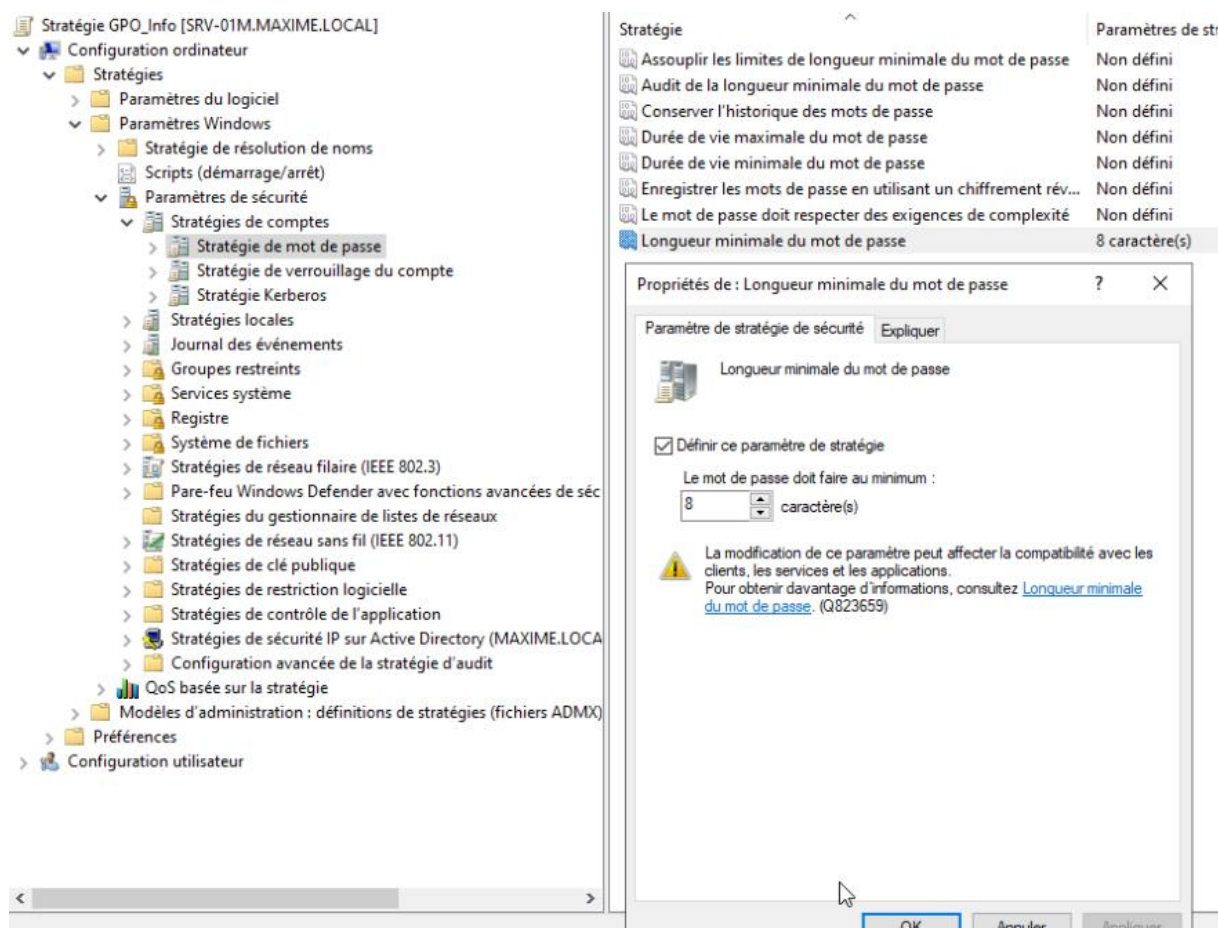 Stratégie GPO_Info [SRV-01M.MAXIME.LOCAL]
Configuration ordinateur
Stratégies
Paramètres du logiciel
Paramètres Windows
Stratégie de résolution de noms
Scripts (démarrage/arrêt)
Paramètres de sécurité
Stratégies de comptes
Stratégie de mot de passe
Stratégie de verrouillage du compte
Stratégie Kerberos
Stratégies locales
Journal des événements
Groupes restreints
Services système
Registre
Système de fichiers
Stratégies de réseau filaire (IEEE 802.3)
Pare-feu Windows Defender avec fonctions avancées de séc
Stratégies du gestionnaire de listes de réseaux
Stratégies de réseau sans fil (IEEE 802.11)
Stratégies de clé publique
Stratégies de restriction logicielle
Stratégies de contrôle de l'application
Stratégies de sécurité IP sur Active Directory (MAXIME.LOCA
Configuration avancée de la stratégie d'audit
QoS basée sur la stratégie
Modèles d'administration : définitions de stratégies (fichiers ADMX)
Préférences
Configuration utilisateur
Stratégie Paramètres de str
Assouplir les limites de longueur minimale du mot de passe Non défini
Audit de la longueur minimale du mot de passe Non défini
Conserver l'historique des mots de passe Non défini
Durée de vie maximale du mot de passe Non défini
Durée de vie minimale du mot de passe Non défini
Enregistrer les mots de passe en utilisant un chiffrement rév... Non défini
Le mot de passe doit respecter des exigences de complexité Non défini
Longueur minimale du mot de passe 8 caractère(s)
Propriétés de : Longueur minimale du mot de passe ?
Paramètre de stratégie de sécurité Expliquer
Longueur minimale du mot de passe
Définir ce paramètre de stratégie
Le mot de passe doit faire au minimum :
8 caractère(s)
La modification de ce paramètre peut affecter la compatibilité avec les
clients, les services et les applications.
Pour obtenir davantage d'informations, consultez Longueur minimale
du mot de passe. (Q823659)
OK Annuler Appliquer